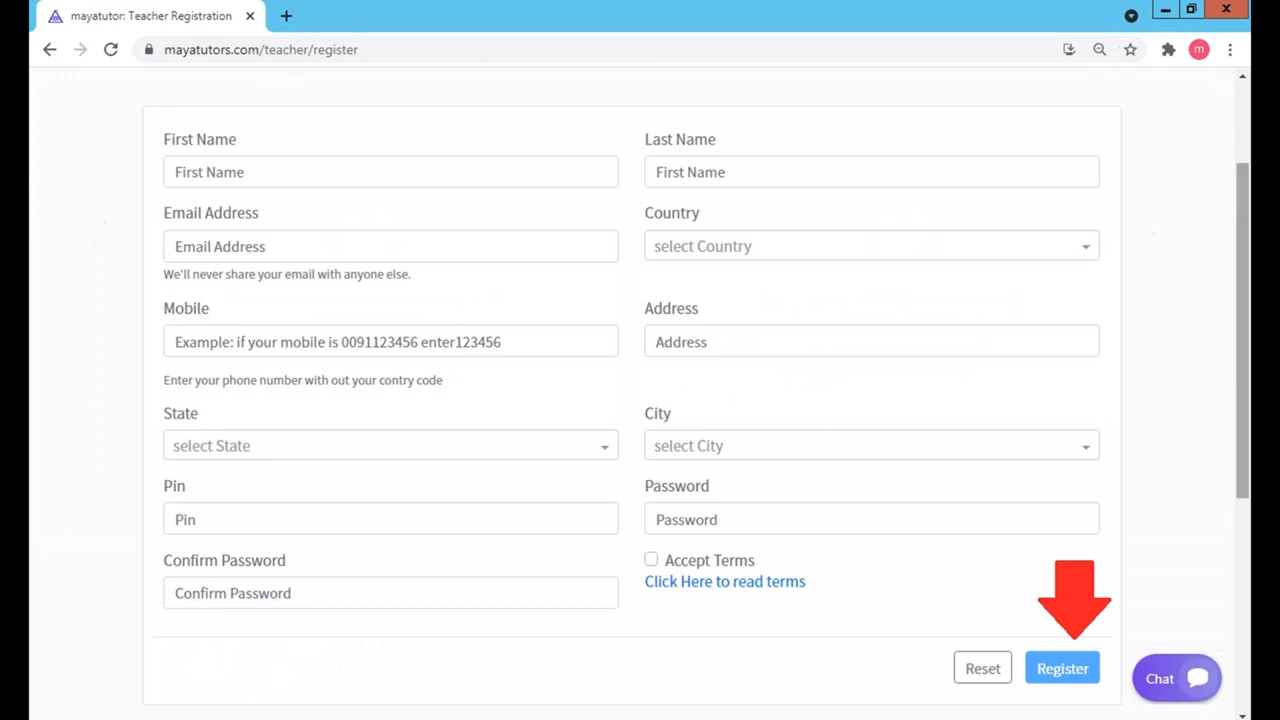 mayatutor: Teacher Registration
mayatutors.com/teacher/register
m
First Name
Last Name
First Name
First Name
Email Address
Country
Email Address
select Country
We'll never share your email with anyone else.
Mobile
Address
Example: if your mobile is 0091123456 enter123456
Address
Enter your phone number with out your contry code
State
City
select State
select City
Pin
Password
Pin
Password
Confirm Password
Accept Terms
Click Here to read terms
Confirm Password
Reset
Register
Chat